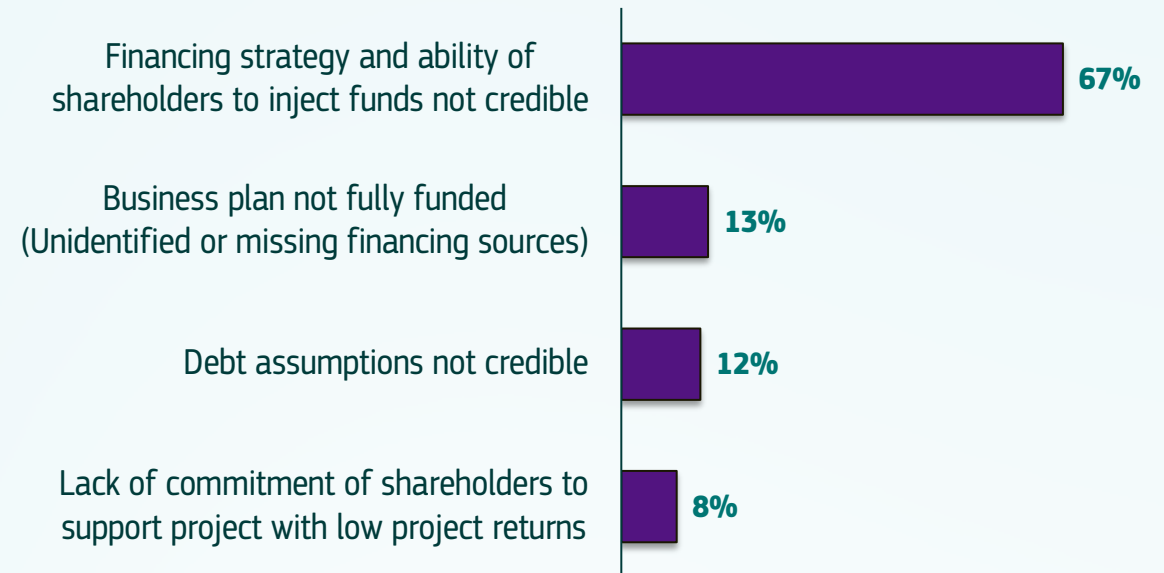 Financing strategy and ability of
shareholders to inject funds not credible
67%
Business plan not fully funded
(Unidentified or missing financing sources)
13%
Debt assumptions not credible
12%
Lack of commitment of shareholders to
support project with low project returns
8%